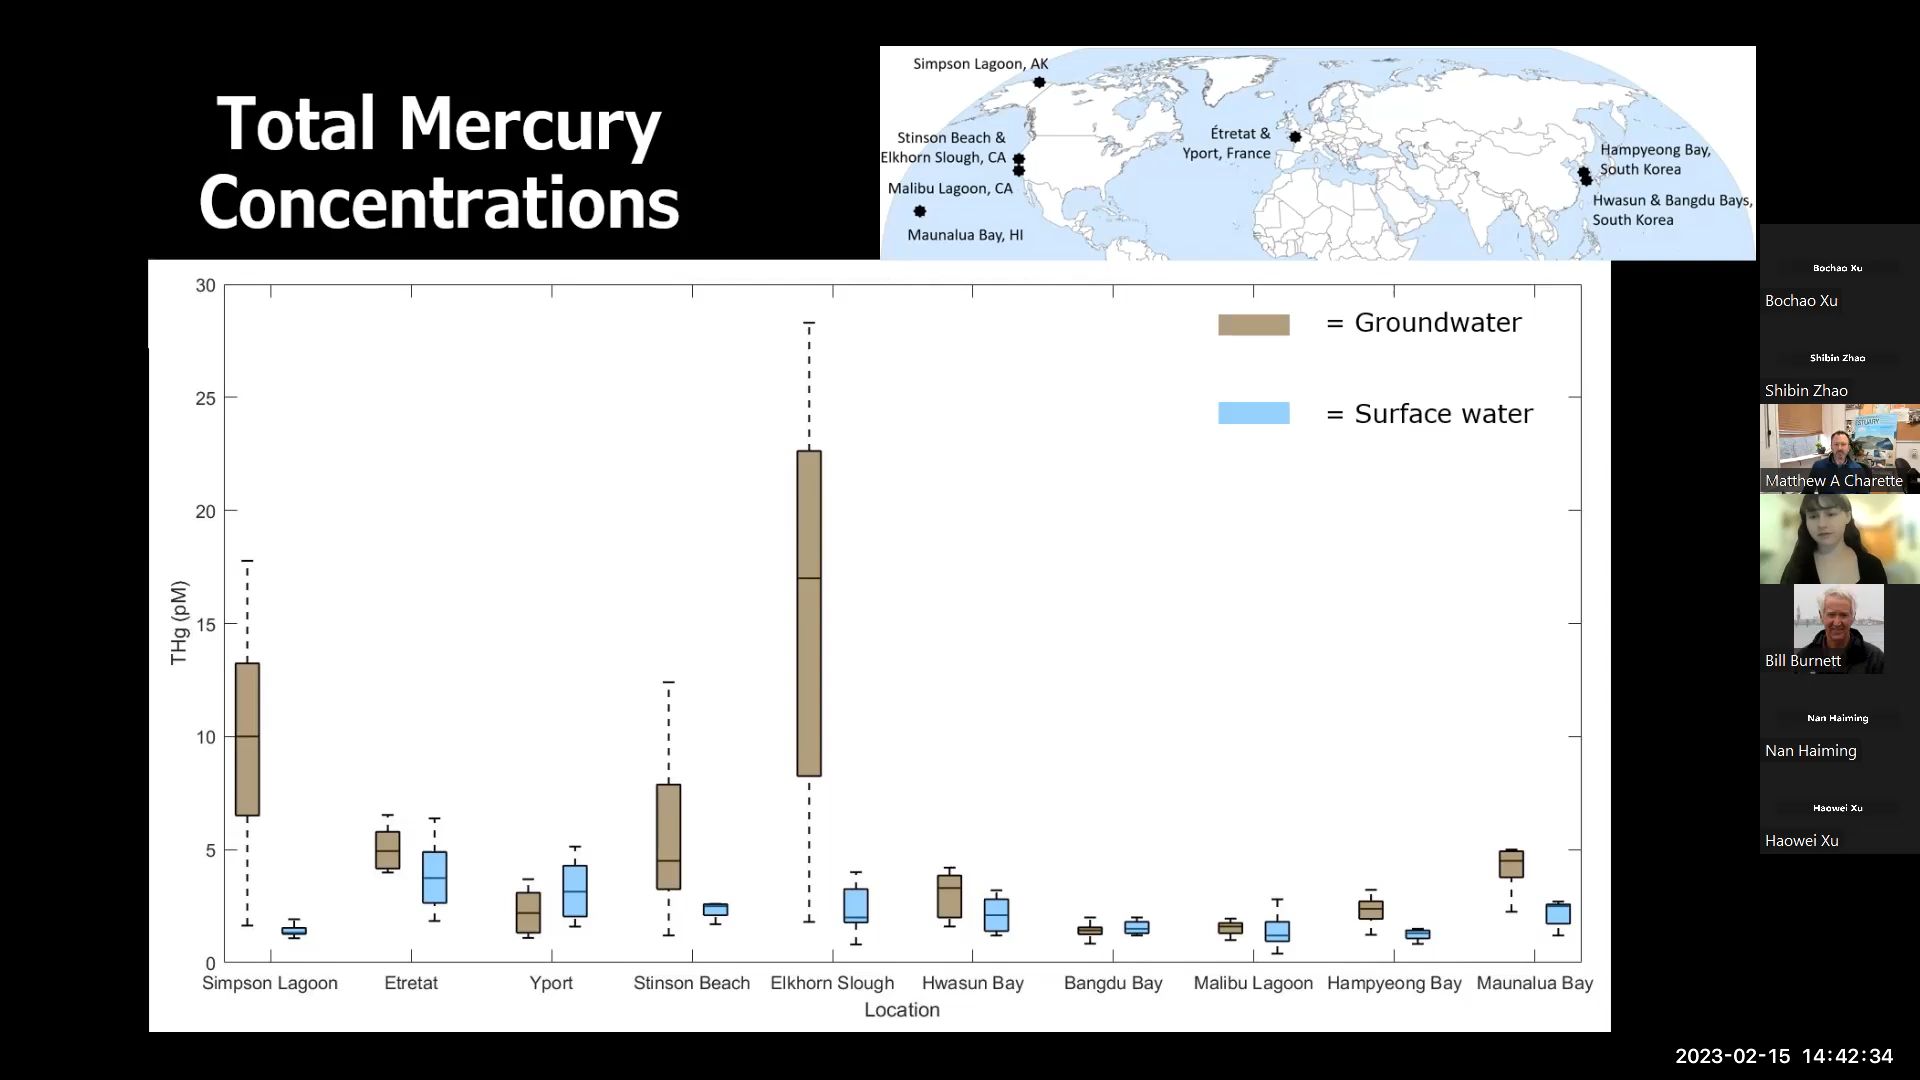 Total Mercury
Concentrations
Simpson Lagoon, AK
Stinson Beach &
Elkhorn Slough, CA
Malibu Lagoon, CA
Maunalua Bay, HI
Étretat &
Yport, France
Hampyeong Bay,
South Korea
Hwasun & Bangdu Bays,
South Korea
= Groundwater
= Surface water
30
25
20
15
10
5
0
THg (pM)
Simpson Lagoon
Etretat
Yport
Stinson Beach
Elkhorn Slough
Hwasun Bay
Bangdu Bay
Malibu Lagoon
Hampyeong Bay
Maunalua Bay
Location
Bochao Xu
Bochao Xu
Shibin Zhao
Shibin Zhao
ESTUARY
Matthew A Charette
Bill Burnett
Nan Haiming
Nan Haiming
Haowei Xu
Haowei Xu
2023-02-15 14:42:34